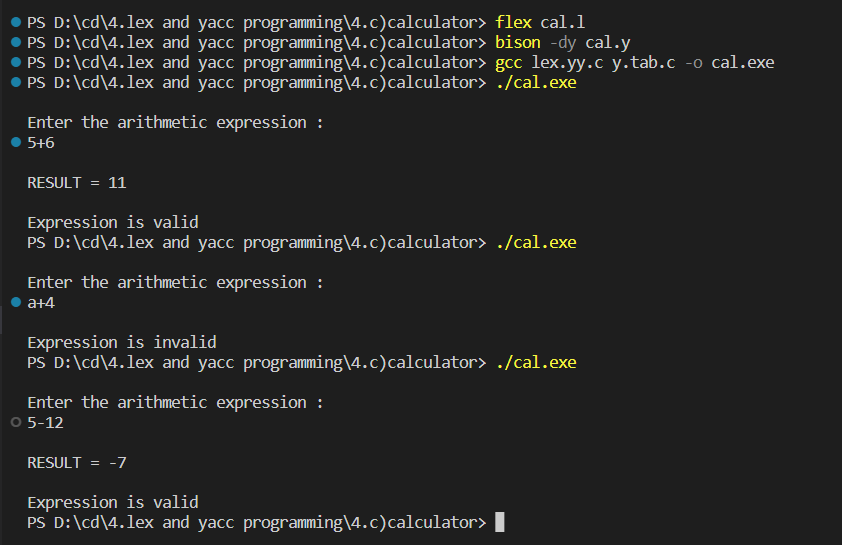 PS D:\cd\4.lex and yacc programming\4.c)calculator> flex cal.l
PS D:\cd\4.lex and yacc programming\4.c)calculator> bison -dy cal.y
PS D:\cd\4.lex and yacc programming\4.c)calculator> gcc lex.yy.c y.tab.c -o cal.exe
PS D:\cd\4.lex and yacc programming\4.c)calculator> ./cal.exe
Enter the arithmetic expression :
5+6
RESULT = 11
Expression is valid
PS D:\cd\4.lex and yacc programming\4.c)calculator> ./cal.exe
Enter the arithmetic expression :
a+4
Expression is invalid
PS D:\cd\4.lex and yacc programming\4.c)calculator> ./cal.exe
Enter the arithmetic expression :
5-12
RESULT = -7
Expression is valid
PS D:\cd\4.lex and yacc programming\4.c)calculator>